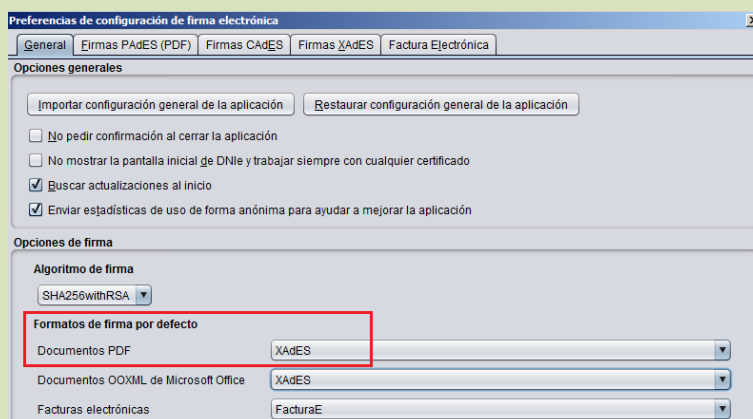 Preferencias de configuración de firma electrónica
General Firmas PAdES (PDF) Firmas CAdES Firmas XAdES Factura Electrónica
Opciones generales
Importar configuración general de la aplicación Restaurar configuración general de la aplicación
No pedir confirmación al cerrar la aplicación
No mostrar la pantalla inicial de DNIe y trabajar siempre con cualquier certificado
Buscar actualizaciones al inicio
Enviar estadísticas de uso de forma anónima para ayudar a mejorar la aplicación
Opciones de firma
Algoritmo de firma
SHA256withRSA
Formatos de firma por defecto
Documentos PDF XAdES
Documentos OOXML de Microsoft Office XAdES
Facturas electrónicas FacturaE